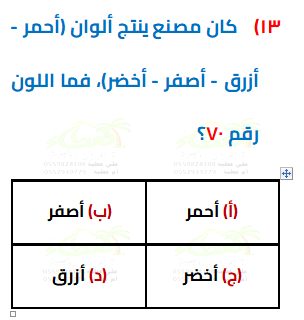 ١٣) كان مصنع ينتج ألوان (أحمر -
أزرق - أصفر - أخضر)، فما اللون
رقم ٧٠؟
(أ) أحمر
(ب) أصفر
(ج) أخضر
(د) أزرق